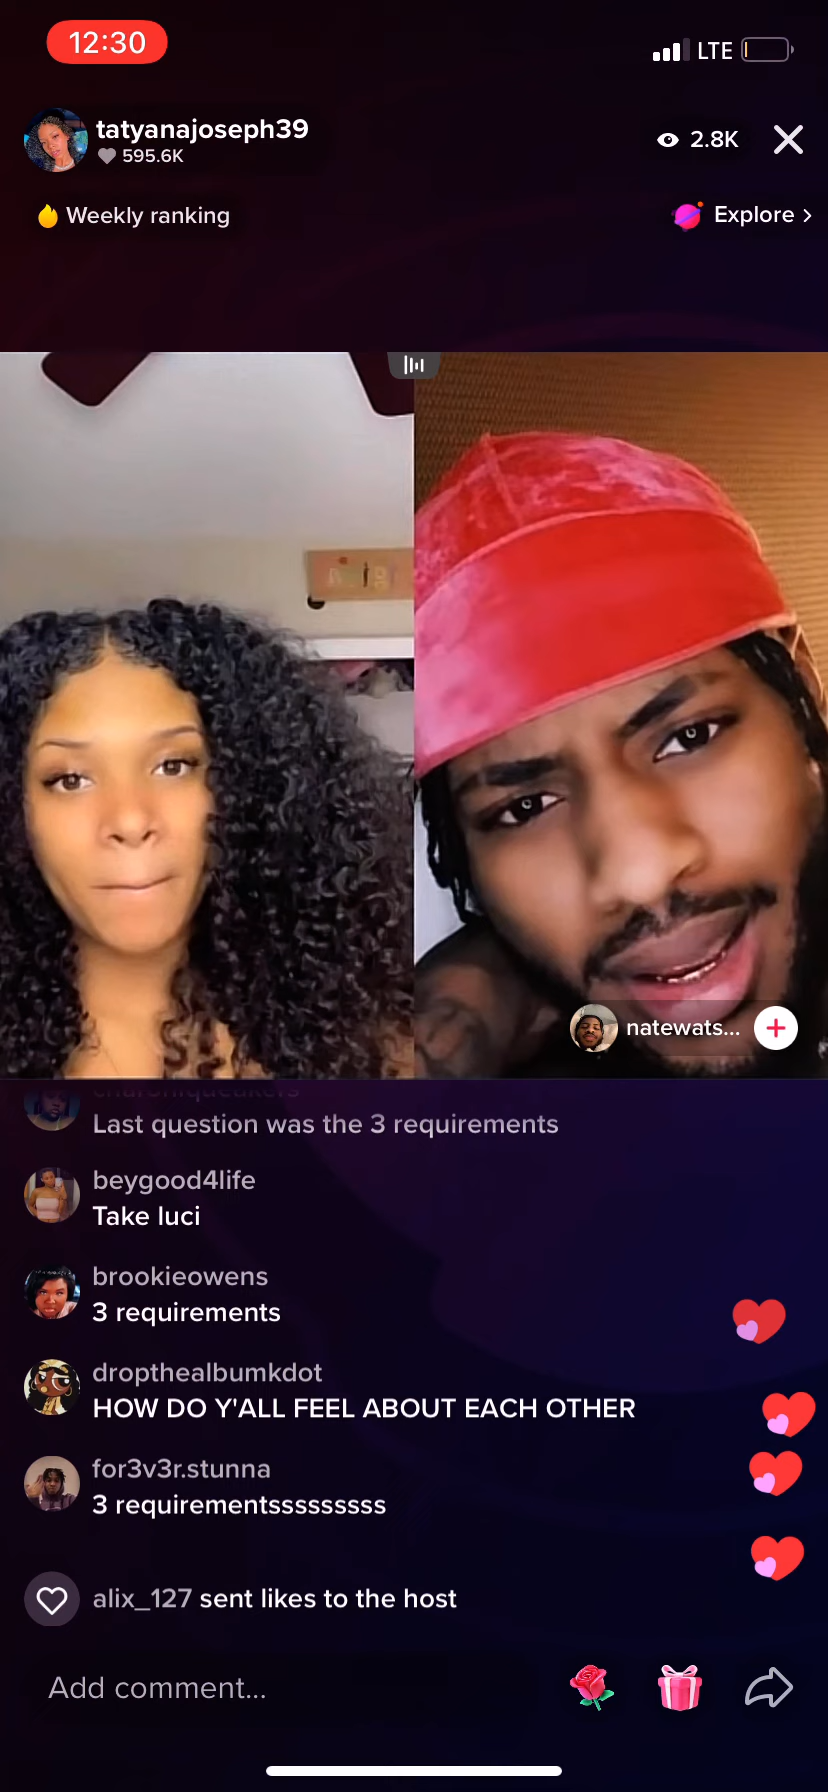 12:30
LTE
tatyanajoseph39
595.6K
2.8K
Weekly ranking
Explore >
natewats...
Last question was the 3 requirements
beygood4life
Take luci
brookieowens
3 requirements
dropthealbumkdot
HOW DO Y'ALL FEEL ABOUT EACH OTHER
for3v3r.stunna
3 requirementsssssssss
alix_127 sent likes to the host
Add comment...